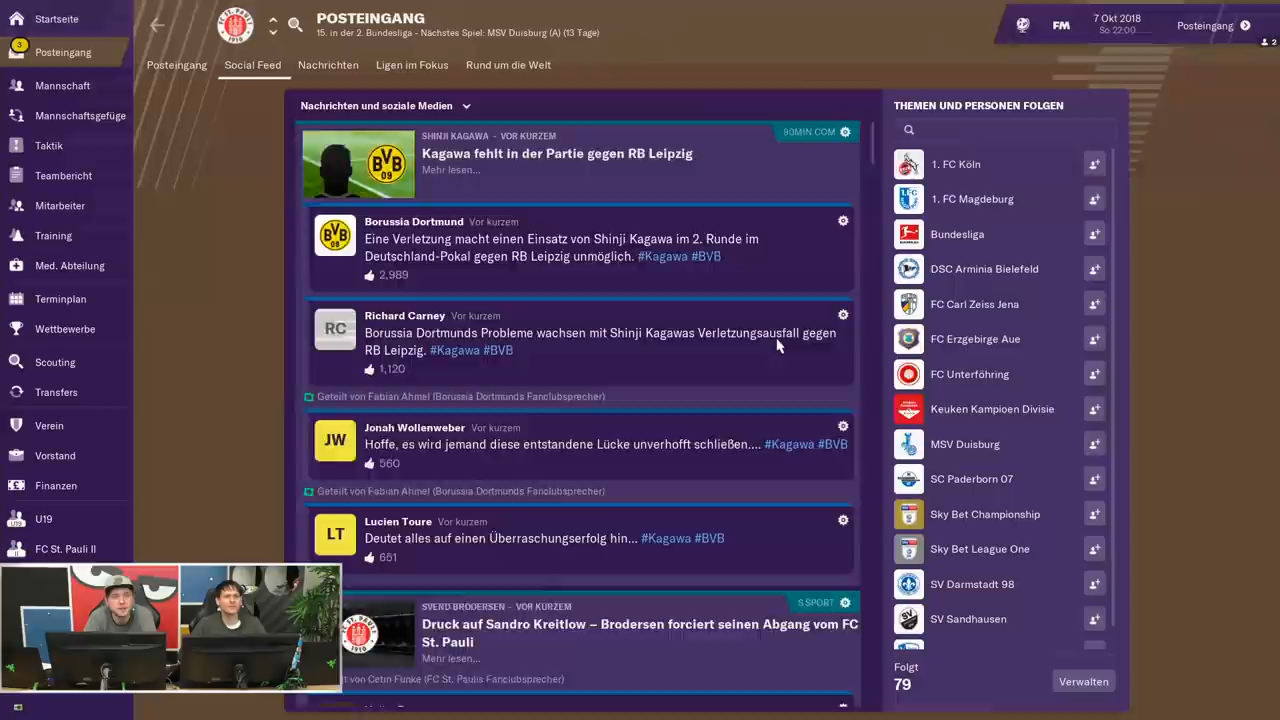 Startseite
3
Posteingang
Mannschaft
Mannschaftsgefüge
Taktik
Teambericht
Mitarbeiter
Training
Med. Abteilung
Terminplan
Wettbewerbe
Scouting
Transfers
Verein
Vorstand
Finanzen
U19
U19
FC St. Pauli II
POSTEINGANG
15. in der 2. Bundesliga - Nächstes Spiel: MSV Duisburg (A) (13 Tage)
FM
7 Okt 2018
So 22:00
Posteingang
2
Posteingang
Social Feed
Nachrichten
Ligen im Fokus
Rund um die Welt
Nachrichten und soziale Medien
SHINJI KAGAWA - VOR KURZEM
90MIN.COM
Kagawa fehlt in der Partie gegen RB Leipzig
Mehr lesen...
BVB
09
Borussia Dortmund Vor kurzem
Eine Verletzung macht einen Einsatz von Shinji Kagawa im 2. Runde im
Deutschland-Pokal gegen RB Leipzig unmöglich. #Kagawa #BVB
2,989
BVB
09
RC
Richard Carney Vor kurzem
Borussia Dortmunds Probleme wachsen mit Shinji Kagawas Verletzungsausfall gegen
RB Leipzig. #Kagawa #BVB
1,120
Geteilt von Fabian Ahmel (Borussia Dortmunds Fanclubsprecher)
JW
Jonah Wollenweber Vor kurzem
Hoffe, es wird jemand diese entstandene Lücke unverhofft schließen.... #Kagawa #BVB
560
Geteilt von Fabian Ahmel (Borussia Dortmunds Fanclubsprecher)
LT
Lucien Toure Vor kurzem
Deutet alles auf einen Überraschungserfolg hin... #Kagawa #BVB
651
SVEND BRODERSEN - VOR KURZEM
S SPORT
Druck auf Sandro Kreitlow – Brodersen forciert seinen Abgang vom FC
St. Pauli
Mehr lesen...
t von Cetin Funke (FC St. Paulis Fanclubsprecher)
THEMEN UND PERSONEN FOLGEN
1. FC Köln
1. FC Magdeburg
Bundesliga
DSC Arminia Bielefeld
FC Carl Zeiss Jena
FC Erzgebirge Aue
FC Unterföhring
Keuken Kampioen Divisie
MSV Duisburg
SC Paderborn 07
Sky Bet Championship
Sky Bet League One
SV Darmstadt 98
SV Sandhausen
Folgt
79
Verwalten